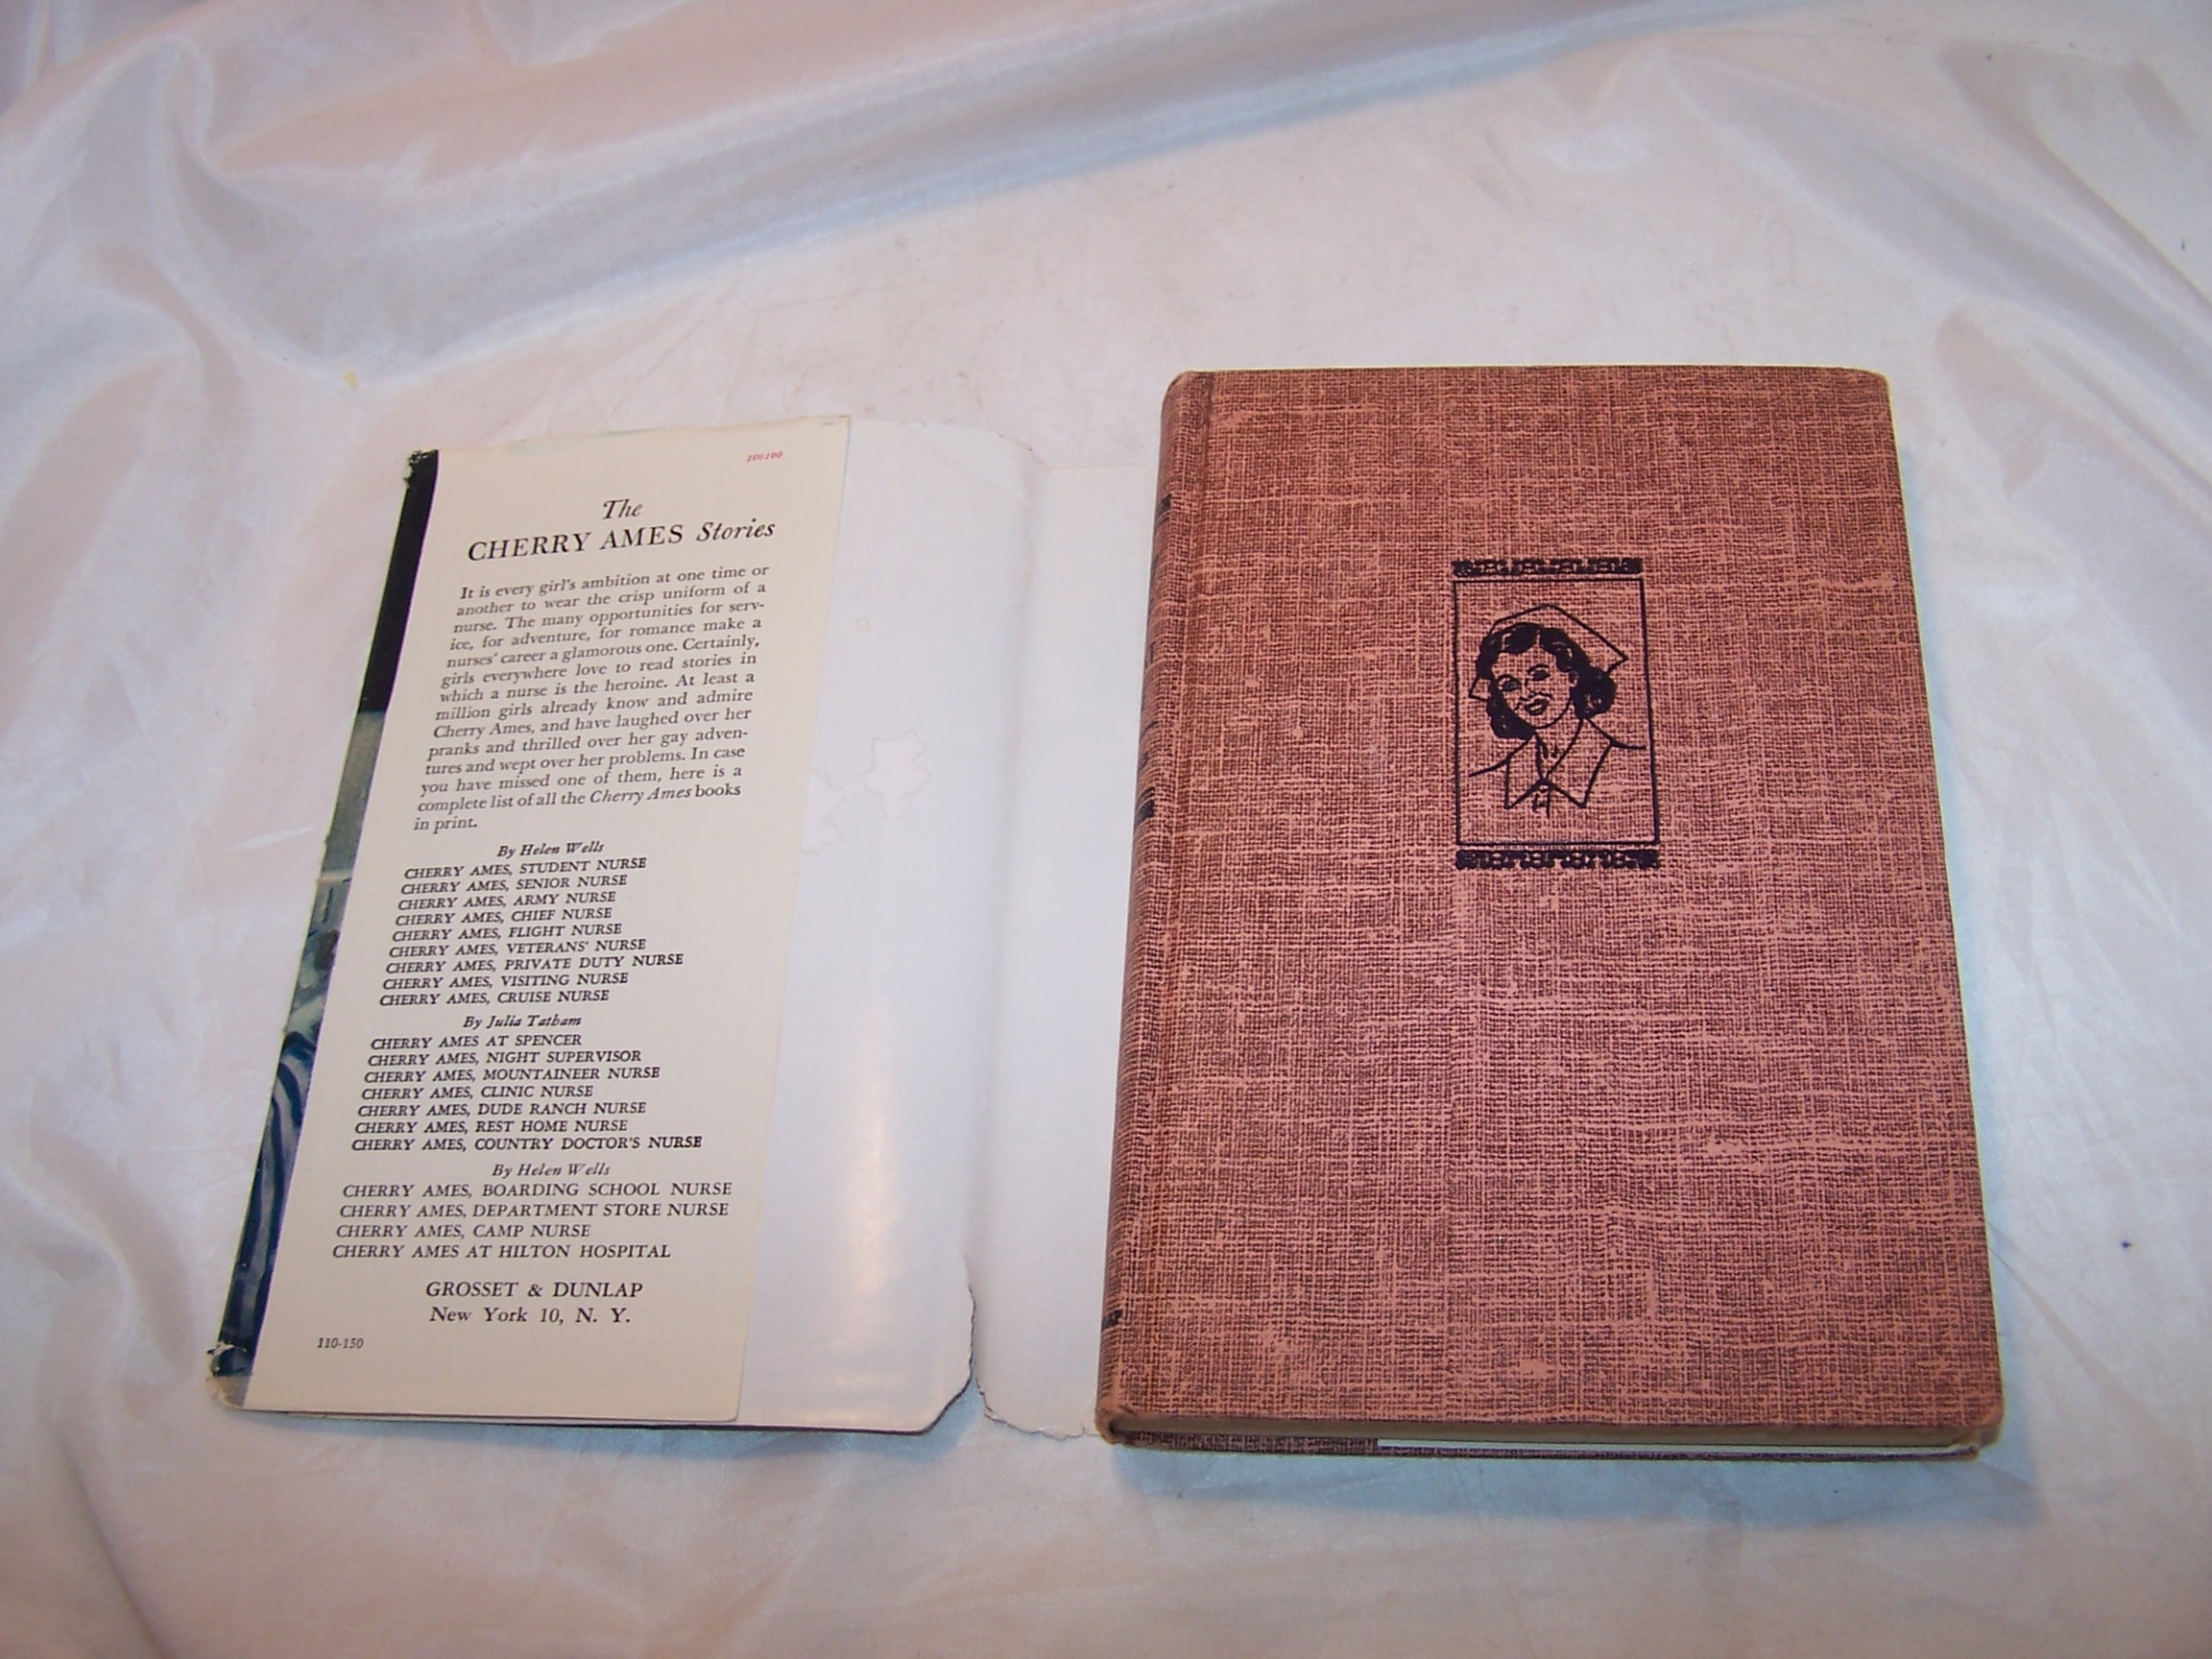 100100
The
CHERRY AMES Stories
It is every girl's ambition at one time or
another to wear the crisp uniform of a
nurse. The many opportunities for serv-
ice, for adventure, for romance make a
nurses' career a glamorous one. Certainly,
girls everywhere love to read stories in
which a nurse is the heroine. At least a
million girls already know and admire
Cherry Ames, and have laughed over her
pranks and thrilled over her gay adven-
tures and wept over her problems. In case
you have missed one of them, here is a
complete list of all the Cherry Ames books
in print.
By Helen Wells
CHERRY AMES, STUDENT NURSE
CHERRY AMES, SENIOR NURSE
CHERRY AMES, ARMY NURSE
CHERRY AMES, CHIEF NURSE
CHERRY AMES, FLIGHT NURSE
CHERRY AMES, VETERANS' NURSE
CHERRY AMES, PRIVATE DUTY NURSE
CHERRY AMES, VISITING NURSE
CHERRY AMES, CRUISE NURSE
By Julia Tatham
CHERRY AMES AT SPENCER
CHERRY AMES, NIGHT SUPERVISOR
CHERRY AMES, MOUNTAINEER NURSE
CHERRY AMES, CLINIC NURSE
CHERRY AMES, DUDE RANCH NURSE
CHERRY AMES, REST HOME NURSE
CHERRY AMES, COUNTRY DOCTOR'S NURSE
By Helen Wells
CHERRY AMES, BOARDING SCHOOL NURSE
CHERRY AMES, DEPARTMENT STORE NURSE
CHERRY AMES, CAMP NURSE
CHERRY AMES AT HILTON HOSPITAL
GROSSET & DUNLAP
New York 10, N. Y.
110-150